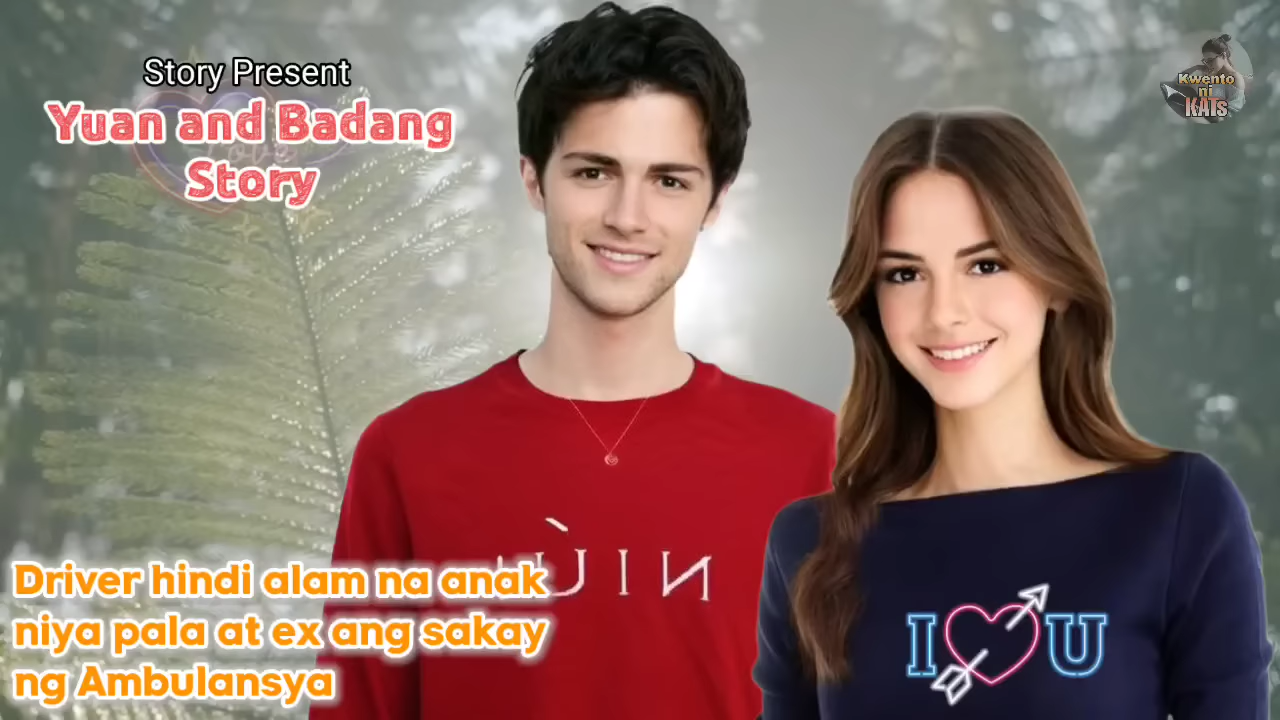 Story Present
Yuan and Badang
Story
Kwento
ni
KATs
Driver hindi alam na anak
niya pala at ex ang sakay
ng Ambulansya
I U